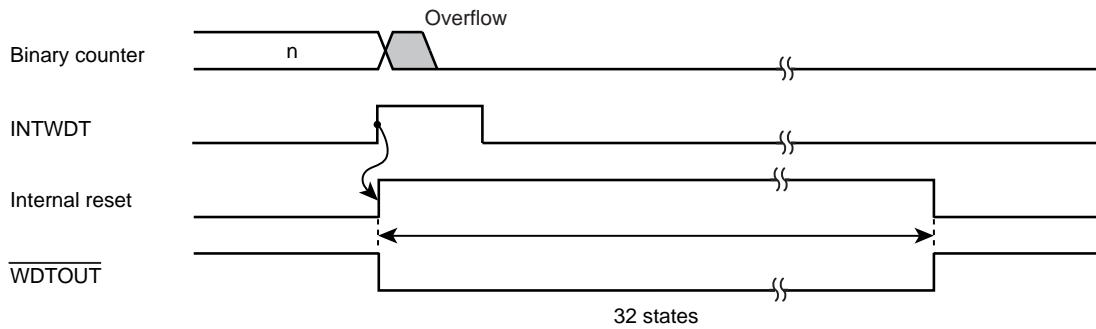 Overflow
Binary counter
n
INTWDT
Internal reset
WDTOUT
32 states